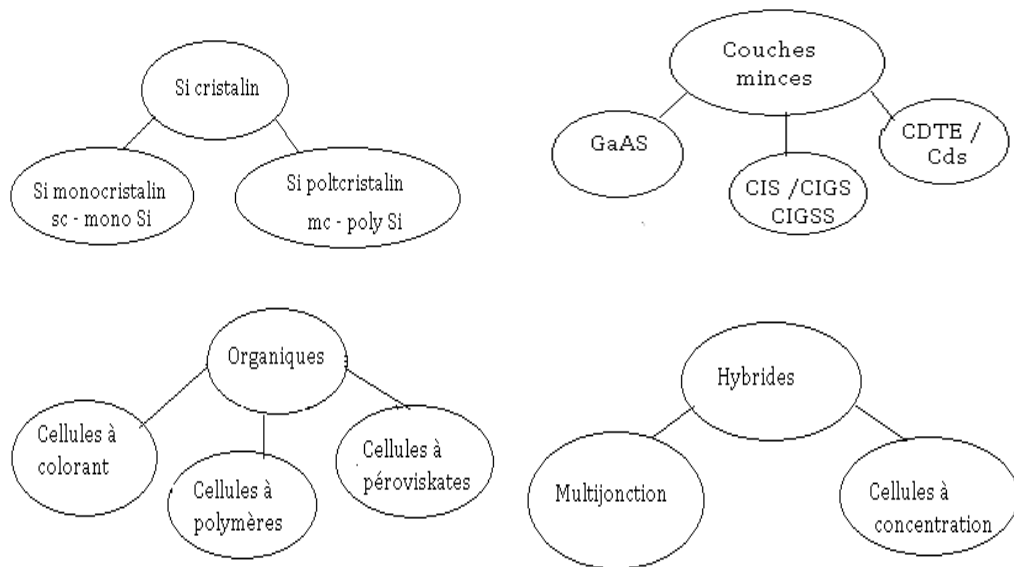 Si cristalin
Si monocristalin
sc - mono Si
Si poltcristalin
mc - poly Si
Couches
minces
GaAS
CIS /CIGS
CIGSS
CDTE /
Cds
Organiques
Cellules à
colorant
Cellules à
polymères
Cellules à
péroviskates
Hybrides
Multijonction
Cellules à
concentration